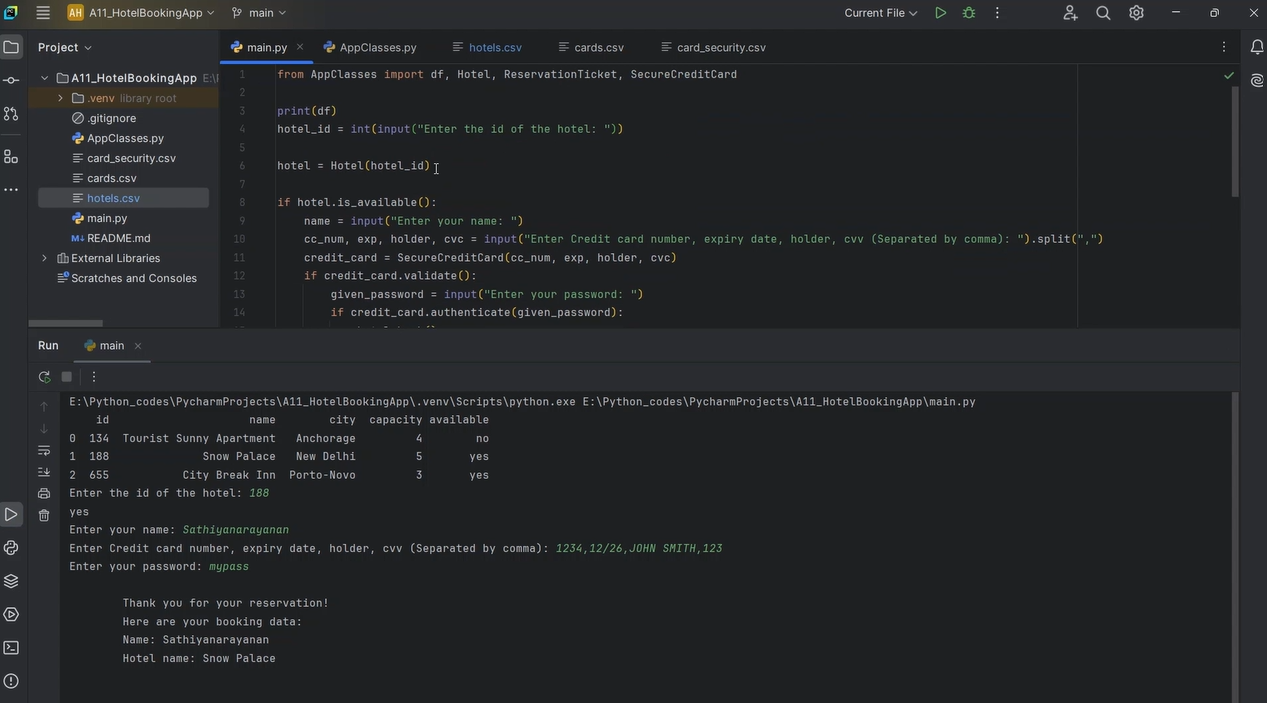 AH A11_HotelBookingApp main Current File
Project
main.py AppClasses.py hotels.csv cards.csv card_security.csv
A11_HotelBookingApp E:\
.venv library root
.gitignore
AppClasses.py
card_security.csv
cards.csv
hotels.csv
main.py
M↓ README.md
External Libraries
Scratches and Consoles
1 from AppClasses import df, Hotel, ReservationTicket, SecureCreditCard
2
3 print(df)
4 hotel_id = int(input("Enter the id of the hotel: "))
5
6 hotel = Hotel(hotel_id)
7
8 if hotel.is_available():
9 name = input("Enter your name: ")
10 cc_num, exp, holder, cvc = input("Enter Credit card number, expiry date, holder, cvv (Separated by comma): ").split(",")
11 credit_card = SecureCreditCard(cc_num, exp, holder, cvc)
12 if credit_card.validate():
13 given_password = input("Enter your password: ")
14 if credit_card.authenticate(given_password):
Run main
E:\Python_codes\PycharmProjects\A11_HotelBookingApp\.venv\Scripts\python.exe E:\Python_codes\PycharmProjects\A11_HotelBookingApp\main.py
id name city capacity available
0 134 Tourist Sunny Apartment Anchorage 4 no
1 188 Snow Palace New Delhi 5 yes
2 655 City Break Inn Porto-Novo 3 yes
Enter the id of the hotel: 188
yes
Enter your name: Sathiyanarayanan
Enter Credit card number, expiry date, holder, cvv (Separated by comma): 1234,12/26,JOHN SMITH,123
Enter your password: mypass
Thank you for your reservation!
Here are your booking data:
Name: Sathiyanarayanan
Hotel name: Snow Palace